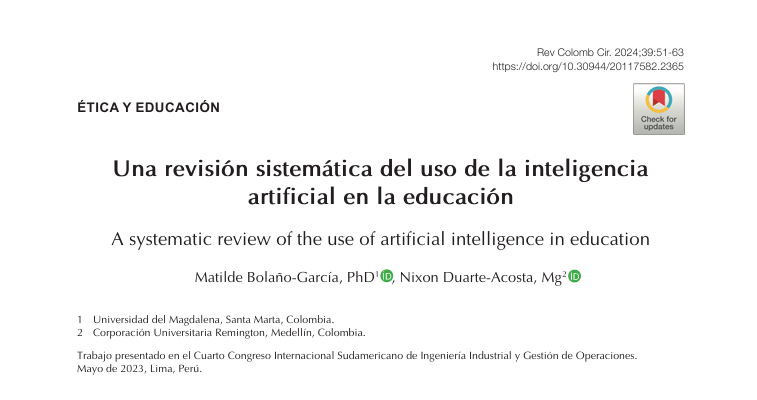 Rev Colomb Cir. 2024;39:51-63
https://doi.org/10.30944/20117582.2365
ÉTICA Y EDUCACIÓN
Check for
updates
Una revisión sistemática del uso de la inteligencia
artificial en la educación
A systematic review of the use of artificial intelligence in education
Matilde Bolaño-García, PhD¹ iD, Nixon Duarte-Acosta, Mg² iD
1 Universidad del Magdalena, Santa Marta, Colombia.
2 Corporación Universitaria Remington, Medellín, Colombia.
Trabajo presentado en el Cuarto Congreso Internacional Sudamericano de Ingeniería Industrial y Gestión de Operaciones.
Mayo de 2023, Lima, Perú.